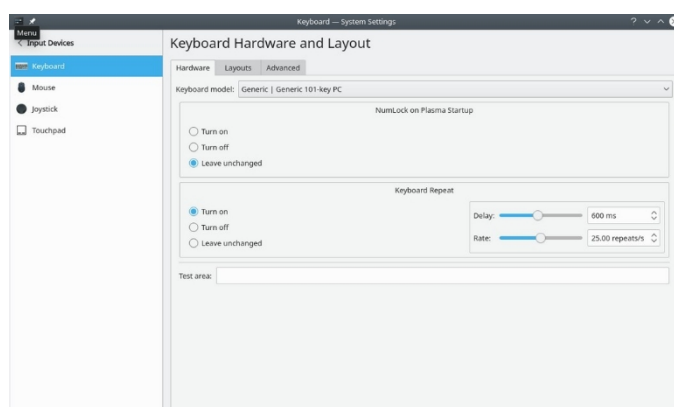 Keyboard — System Settings
Menu
Input Devices
Keyboard Hardware and Layout
Keyboard
Mouse
Joystick
Touchpad
Hardware Layouts Advanced
Keyboard model: Generic | Generic 101-key PC
NumLock on Plasma Startup
Turn on
Turn off
Leave unchanged
Keyboard Repeat
Turn on
Turn off
Leave unchanged
Delay: 600 ms
Rate: 25.00 repeats/s
Test area: